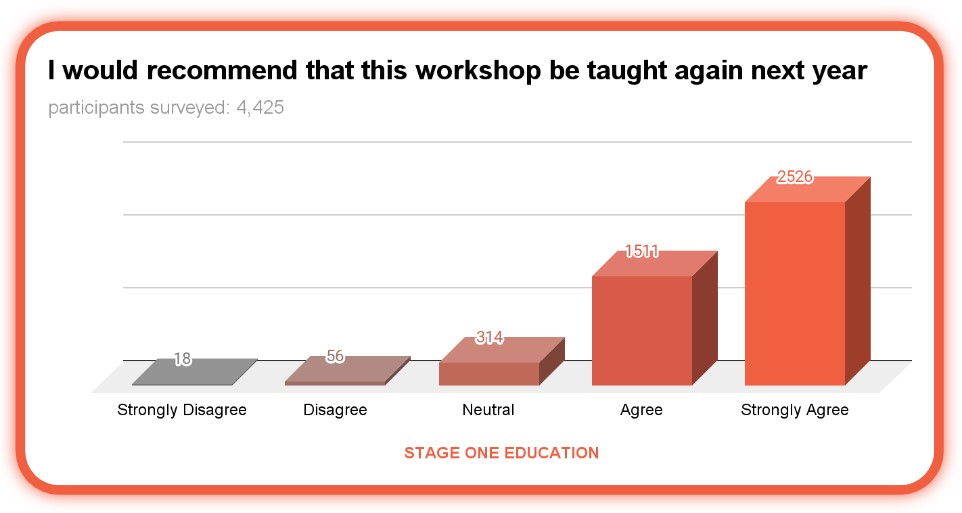 I would recommend that this workshop be taught again next year
participants surveyed: 4,425
18
56
314
1511
2526
Strongly Disagree
Disagree
Neutral
Agree
Strongly Agree
STAGE ONE EDUCATION